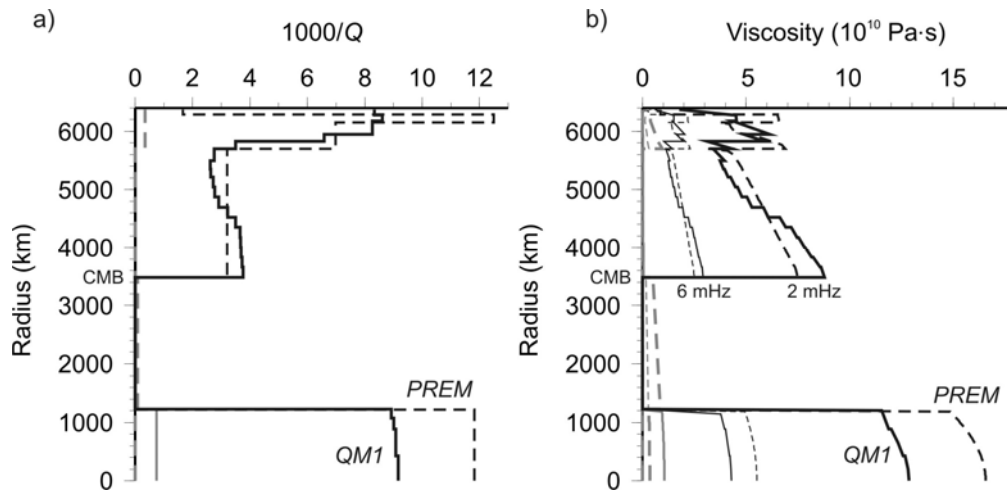 a)
1000/Q
0 2 4 6 8 10 12
Radius (km)
6000
5000
4000
CMB
3000
2000
1000
0
PREM
QM1
b)
Viscosity (10¹⁰ Pa·s)
0 5 10 15
Radius (km)
6000
5000
4000
CMB
3000
2000
1000
0
6 mHz
2 mHz
PREM
QM1